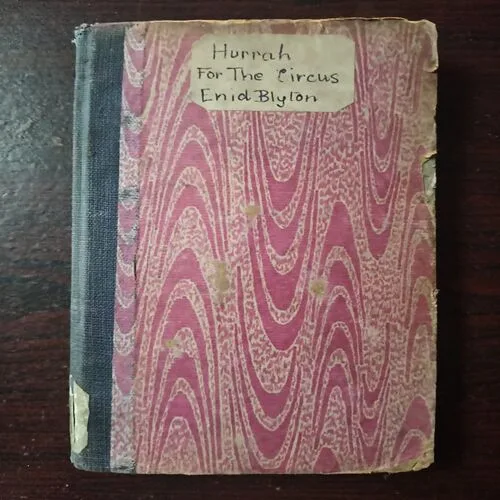 Hurrah
For The Circus
Enid Blyton